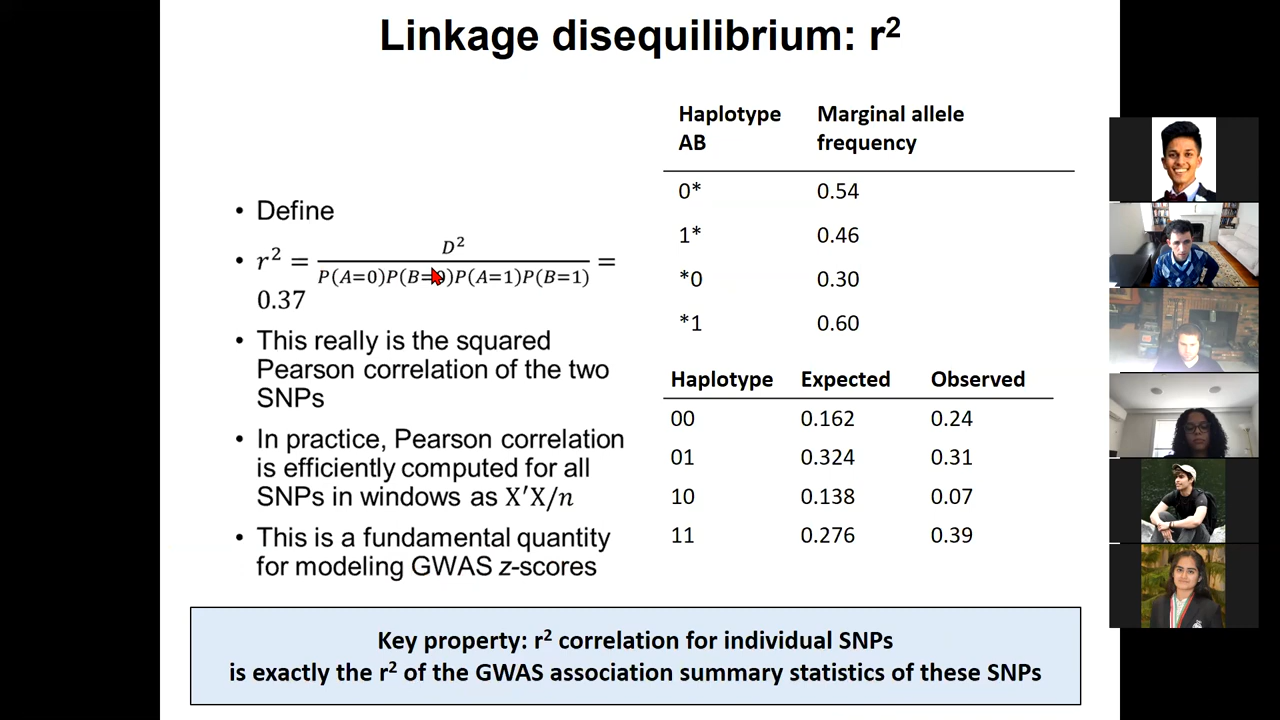 Linkage disequilibrium: r²
• Define
• r² = D² / P(A=0)P(B=0)P(A=1)P(B=1) =
0.37
• This really is the squared
Pearson correlation of the two
SNPs
• In practice, Pearson correlation
is efficiently computed for all
SNPs in windows as X′X/n
• This is a fundamental quantity
for modeling GWAS z-scores
Haplotype Marginal allele
AB frequency
0* 0.54
1* 0.46
*0 0.30
*1 0.60
Haplotype Expected Observed
00 0.162 0.24
01 0.324 0.31
10 0.138 0.07
11 0.276 0.39
Key property: r² correlation for individual SNPs
is exactly the r² of the GWAS association summary statistics of these SNPs